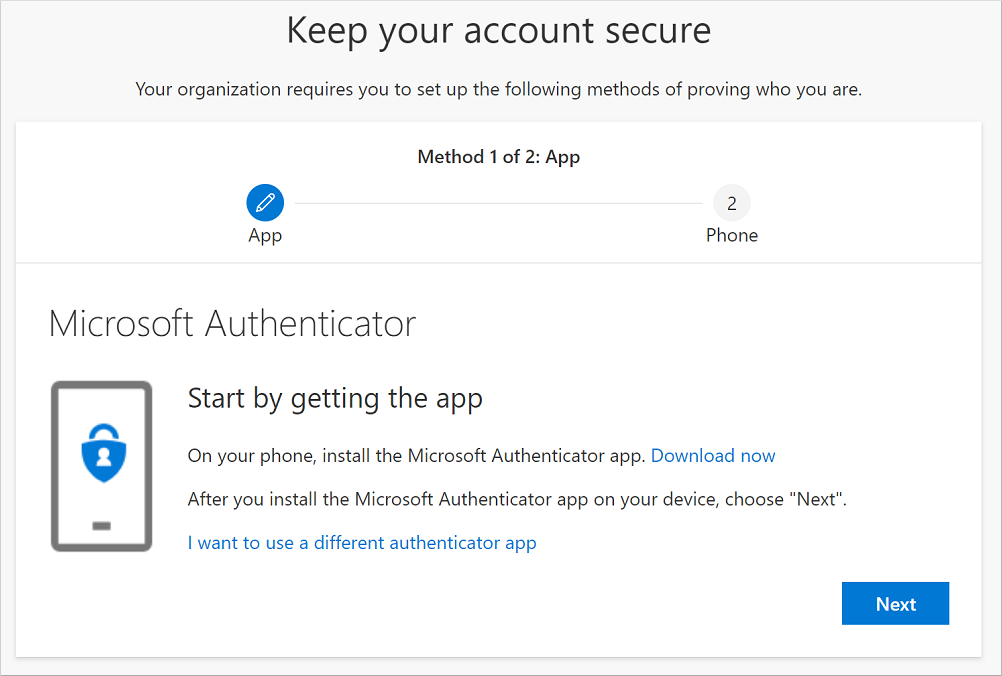 Keep your account secure
Your organization requires you to set up the following methods of proving who you are.
Method 1 of 2: App
2
App
Phone
Microsoft Authenticator
Start by getting the app
On your phone, install the Microsoft Authenticator app. Download now
After you install the Microsoft Authenticator app on your device, choose "Next".
I want to use a different authenticator app
Next